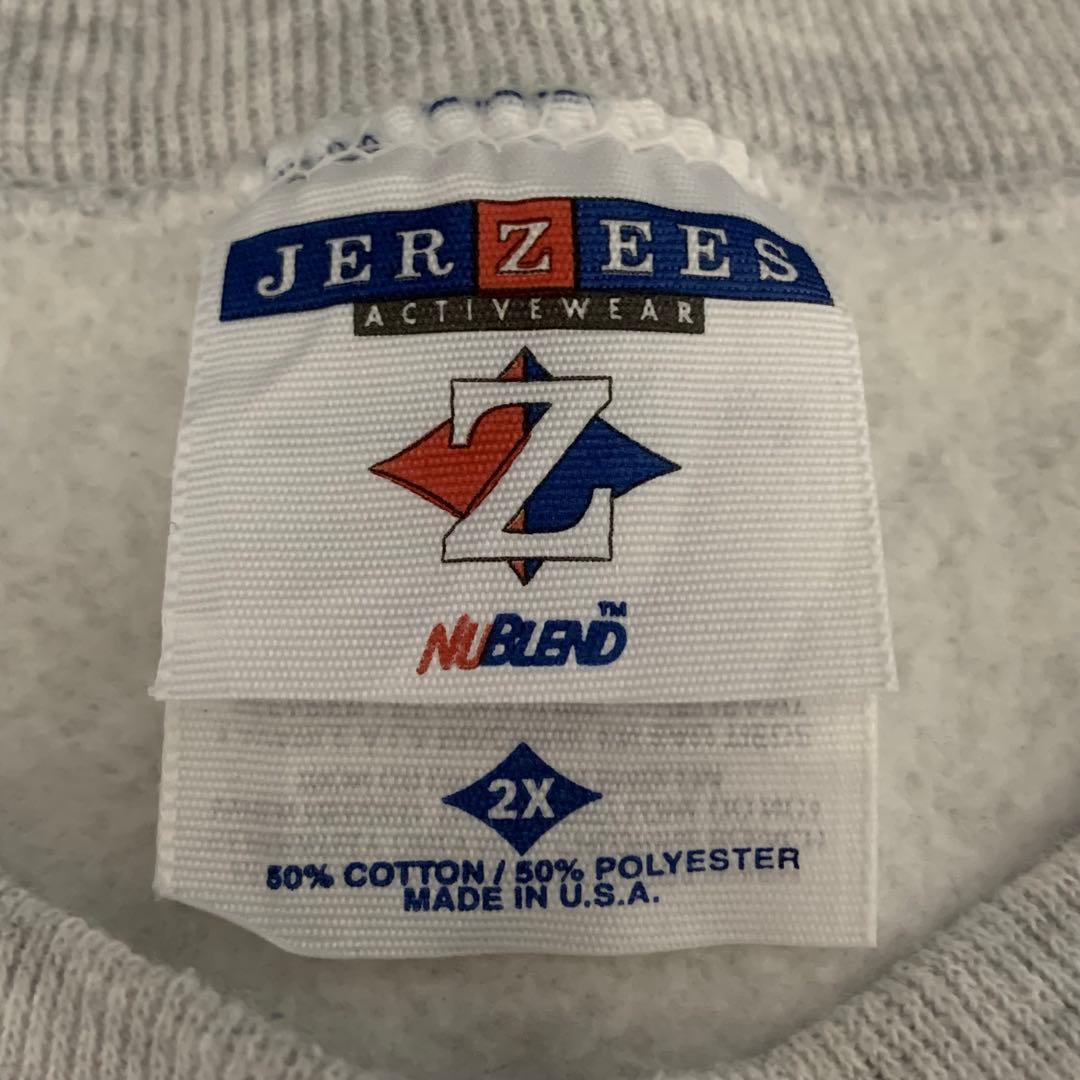 JERZEES
ACTIVEWEAR
Z
NUBLEND™
2X
50% COTTON / 50% POLYESTER
MADE IN U.S.A.